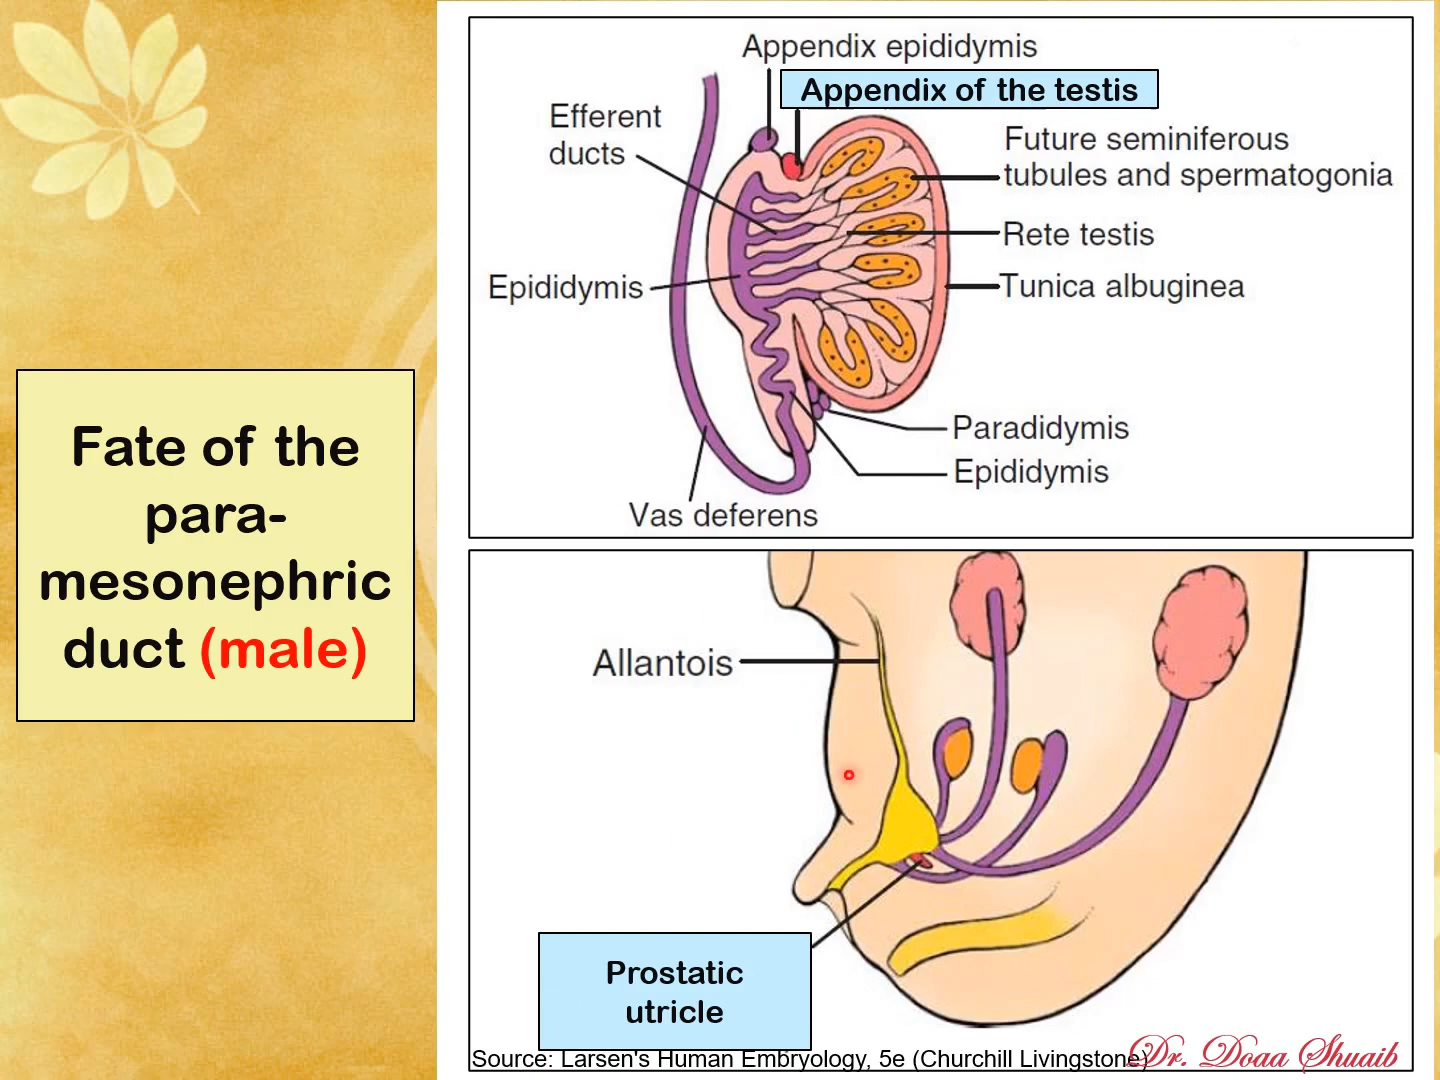 Fate of the
para-
mesonephric
duct (male)
Appendix epididymis
Appendix of the testis
Efferent
ducts
Future seminiferous
tubules and spermatogonia
Rete testis
Epididymis
Tunica albuginea
Paradidymis
Epididymis
Vas deferens
Allantois
Prostatic
utricle
Source: Larsen's Human Embryology, 5e (Churchill Livingstone)
Dr. Doaa Shuaib